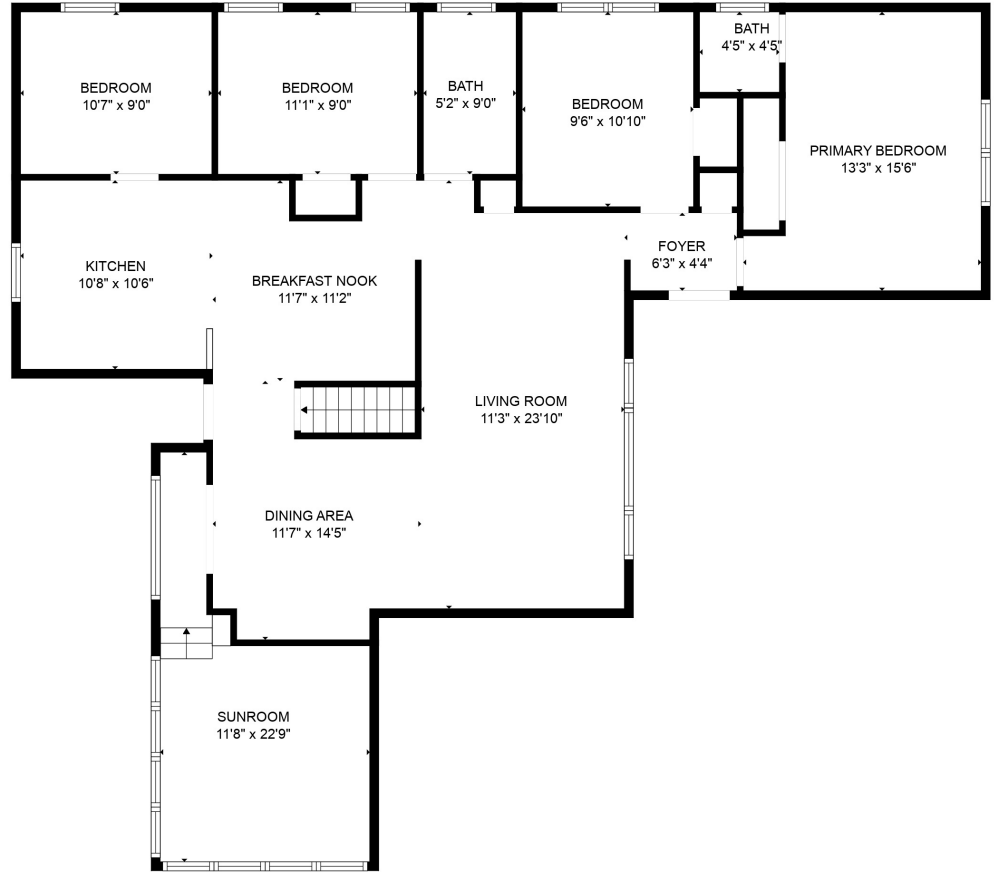 BEDROOM
10'7" x 9'0"
BEDROOM
11'1" x 9'0"
BATH
5'2" x 9'0"
BEDROOM
9'6" x 10'10"
BATH
4'5" x 4'5"
PRIMARY BEDROOM
13'3" x 15'6"
KITCHEN
10'8" x 10'6"
BREAKFAST NOOK
11'7" x 11'2"
FOYER
6'3" x 4'4"
LIVING ROOM
11'3" x 23'10"
DINING AREA
11'7" x 14'5"
SUNROOM
11'8" x 22'9"